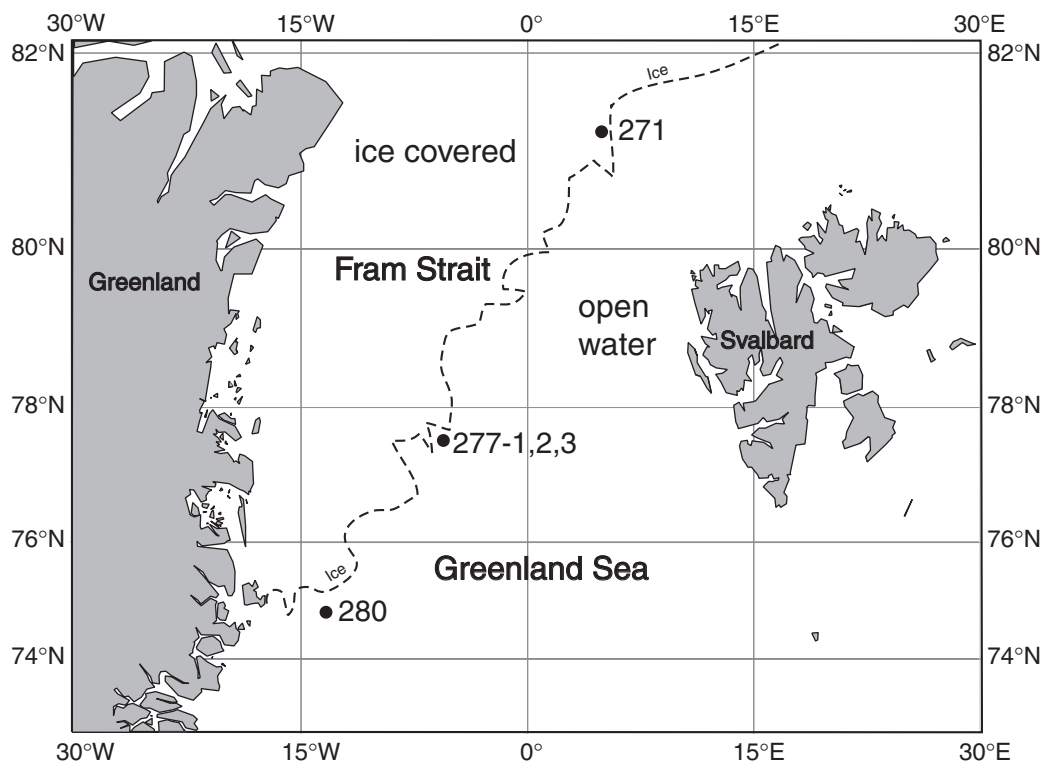 30°W 15°W 0° 15°E 30°E
82°N 82°N
Ice
271
ice covered
80°N 80°N
Fram Strait
Greenland
open
water
Svalbard
78°N 78°N
277-1,2,3
76°N 76°N
Greenland Sea
Ice
280
74°N 74°N
30°W 15°W 0° 15°E 30°E